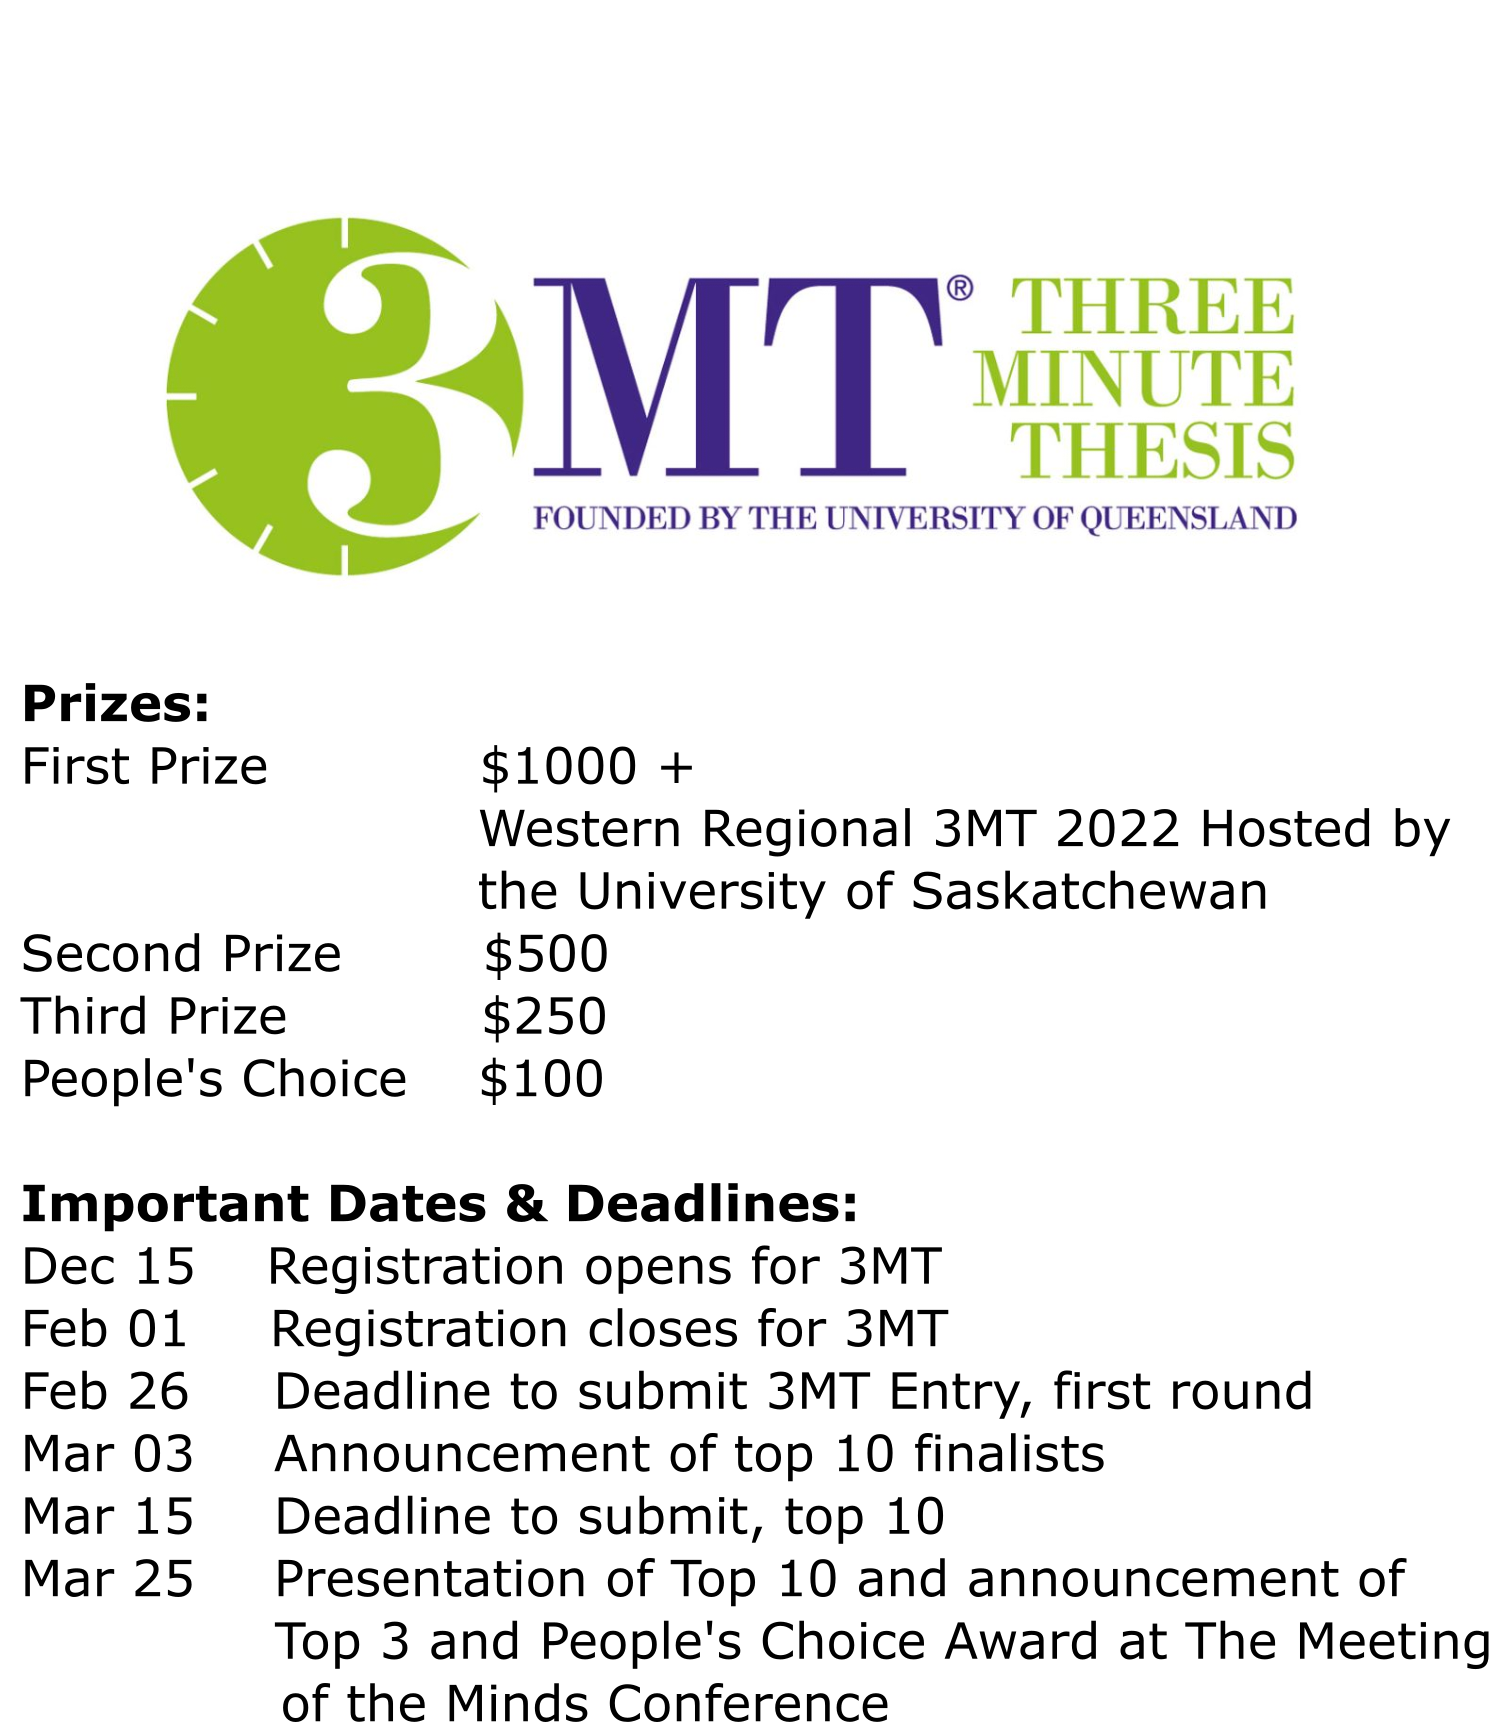 3MT® THREE
MINUTE
THESIS
FOUNDED BY THE UNIVERSITY OF QUEENSLAND
Prizes:
First Prize $1000 +
Western Regional 3MT 2022 Hosted by
the University of Saskatchewan
Second Prize $500
Third Prize $250
People's Choice $100
Important Dates & Deadlines:
Dec 15 Registration opens for 3MT
Feb 01 Registration closes for 3MT
Feb 26 Deadline to submit 3MT Entry, first round
Mar 03 Announcement of top 10 finalists
Mar 15 Deadline to submit, top 10
Mar 25 Presentation of Top 10 and announcement of
Top 3 and People's Choice Award at The Meeting
of the Minds Conference